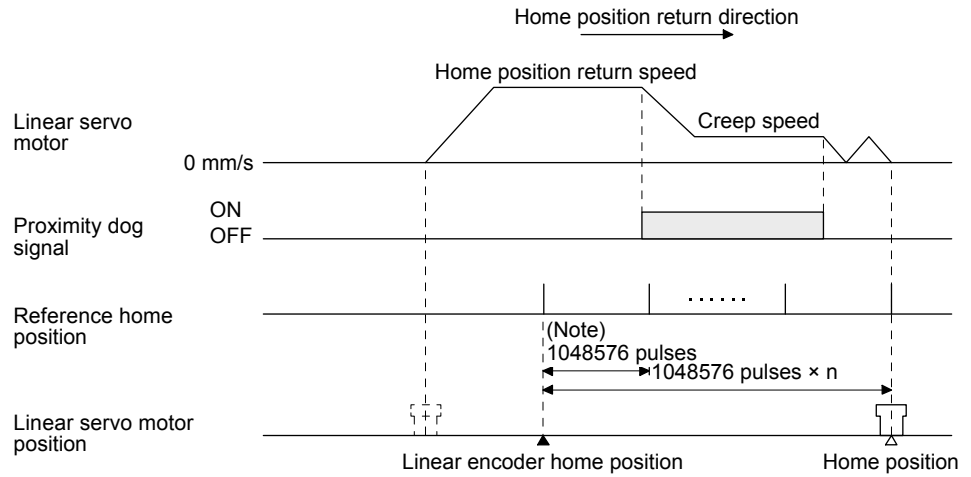 Home position return direction
Home position return speed
Linear servo
motor
Creep speed
0 mm/s
Proximity dog
signal
ON
OFF
Reference home
position
......
(Note)
1048576 pulses
1048576 pulses × n
Linear servo motor
position
Linear encoder home position
Home position